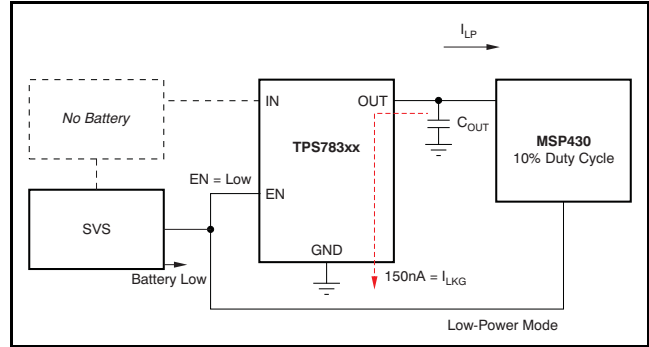 I_LP
IN
OUT
No Battery
C_OUT
MSP430
10% Duty Cycle
TPS783xx
EN = Low
EN
SVS
GND
Battery Low
150nA = I_LKG
Low-Power Mode